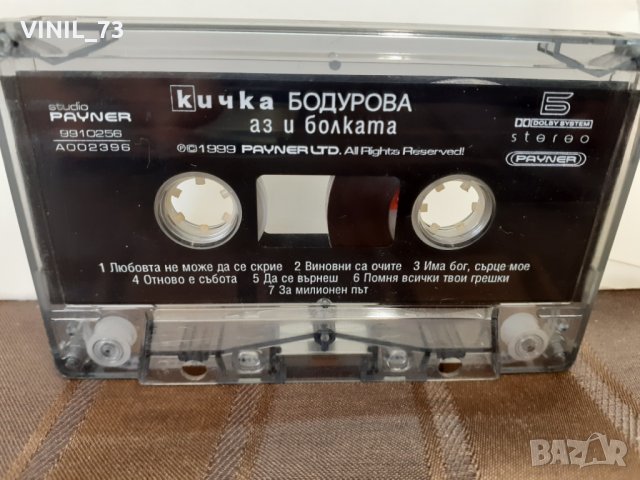 VINIL_73
studio
PAYNER
9910256
A002396
кичка БОДУРОВА
аз и болката
℗©1999 PAYNER LTD. All Rights Reserved!
Б
DOLBY SYSTEM
stereo
PAYNER
1 Любовта не може да се скрие 2 Виновни са очите 3 Има бог, сърце мое
4 Отново е събота 5 Да се върнеш 6 Помня всички твои грешки
7 За милионен път
BAZAR
bg